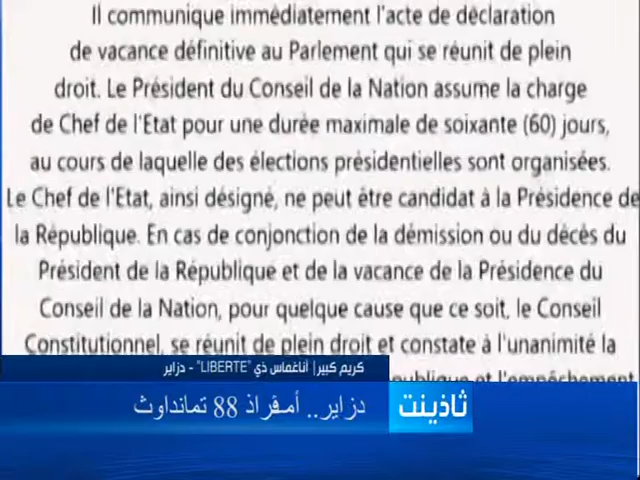 Il communique immédiatement l'acte de déclaration
de vacance définitive au Parlement qui se réunit de plein
droit. Le Président du Conseil de la Nation assume la charge
de Chef de l'Etat pour une durée maximale de soixante (60) jours,
au cours de laquelle des élections présidentielles sont organisées.
Le Chef de l'Etat, ainsi désigné, ne peut être candidat à la Présidence de
la République. En cas de conjonction de la démission ou du décès du
Président de la République et de la vacance de la Présidence du
Conseil de la Nation, pour quelque cause que ce soit, le Conseil
Constitutionnel, se réunit de plein droit et constate à l'unanimité la
république et l'empêchement
كريم كبير| أناغماس ذي "LIBERTE" - دزاير
ثاذينت
دزاير.. أمـفراذ 88 تمانداوث